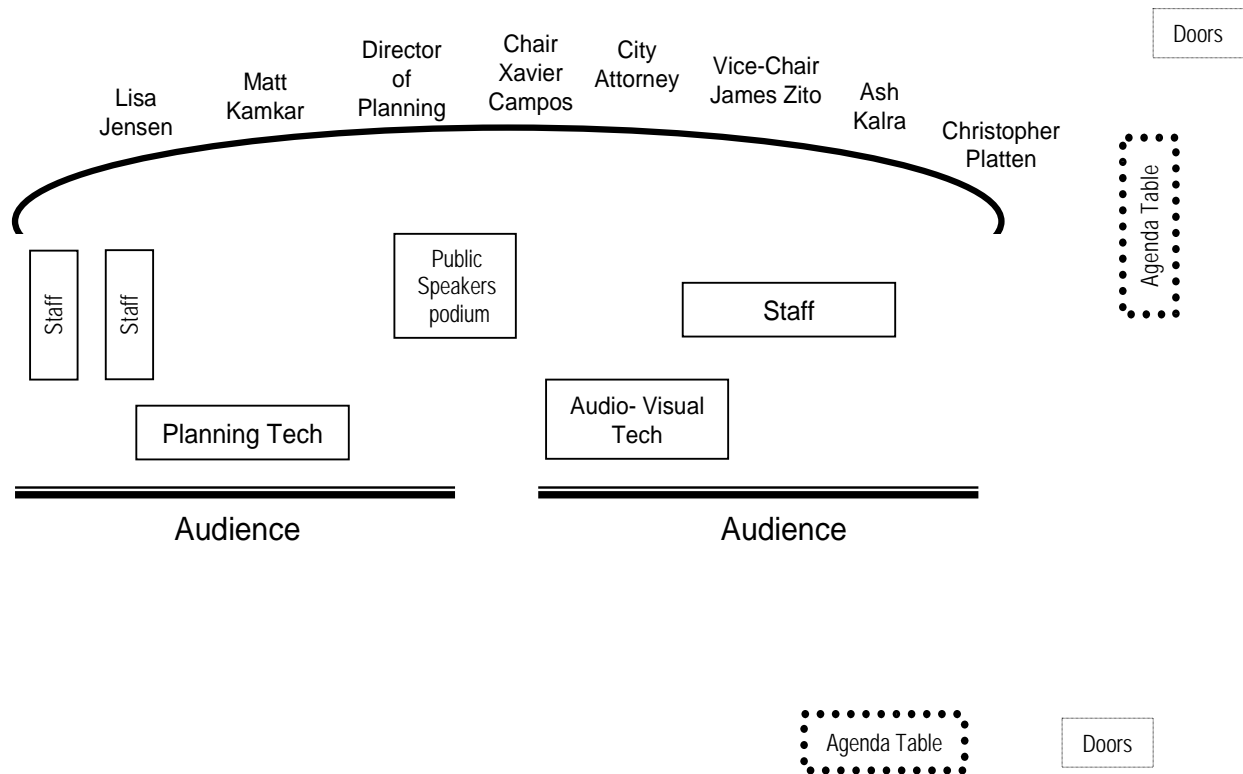 Doors
Lisa
Jensen
Matt
Kamkar
Director
of
Planning
Chair
Xavier
Campos
City
Attorney
Vice-Chair
James Zito
Ash
Kalra
Christopher
Platten
Agenda Table
Staff
Staff
Public
Speakers
podium
Staff
Planning Tech
Audio- Visual
Tech
Audience
Audience
Agenda Table
Doors